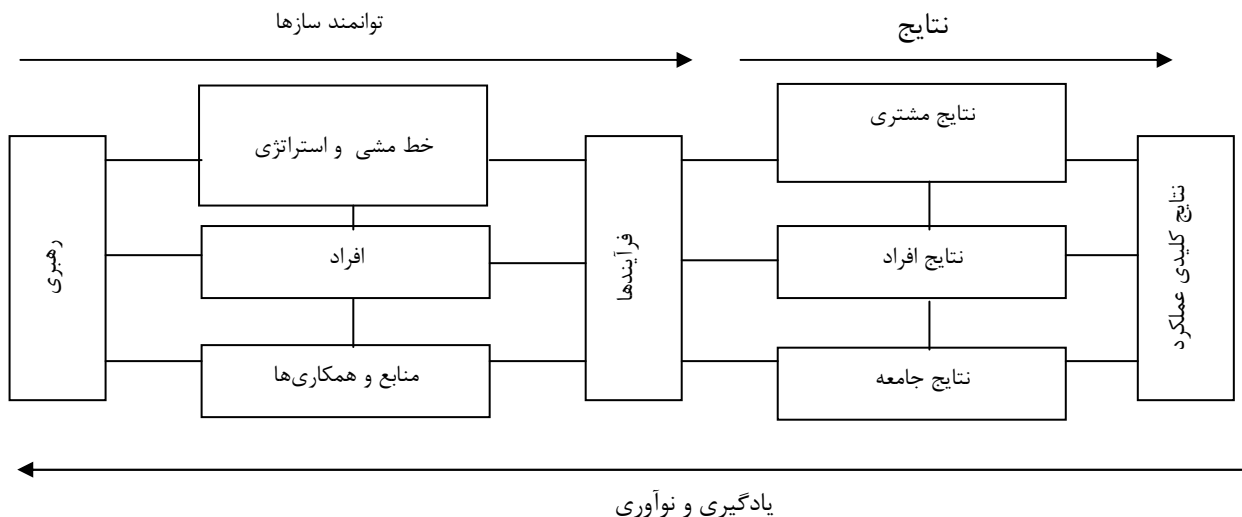 توانمند سازها
نتایج
رهبری
خط مشی و استراتژی
افراد
منابع و همکاری‌ها
فرآیندها
نتایج مشتری
نتایج افراد
نتایج جامعه
نتایج کلیدی عملکرد
یادگیری و نوآوری